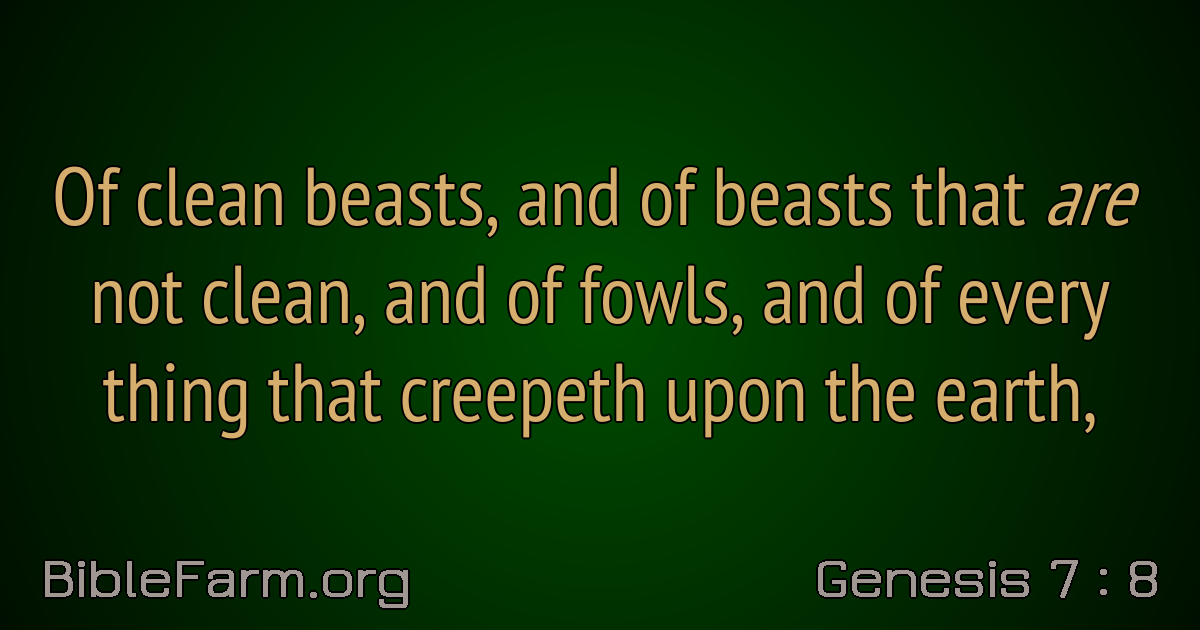 Of clean beasts, and of beasts that are
not clean, and of fowls, and of every
thing that creepeth upon the earth,
BibleFarm.org
Genesis 7 : 8